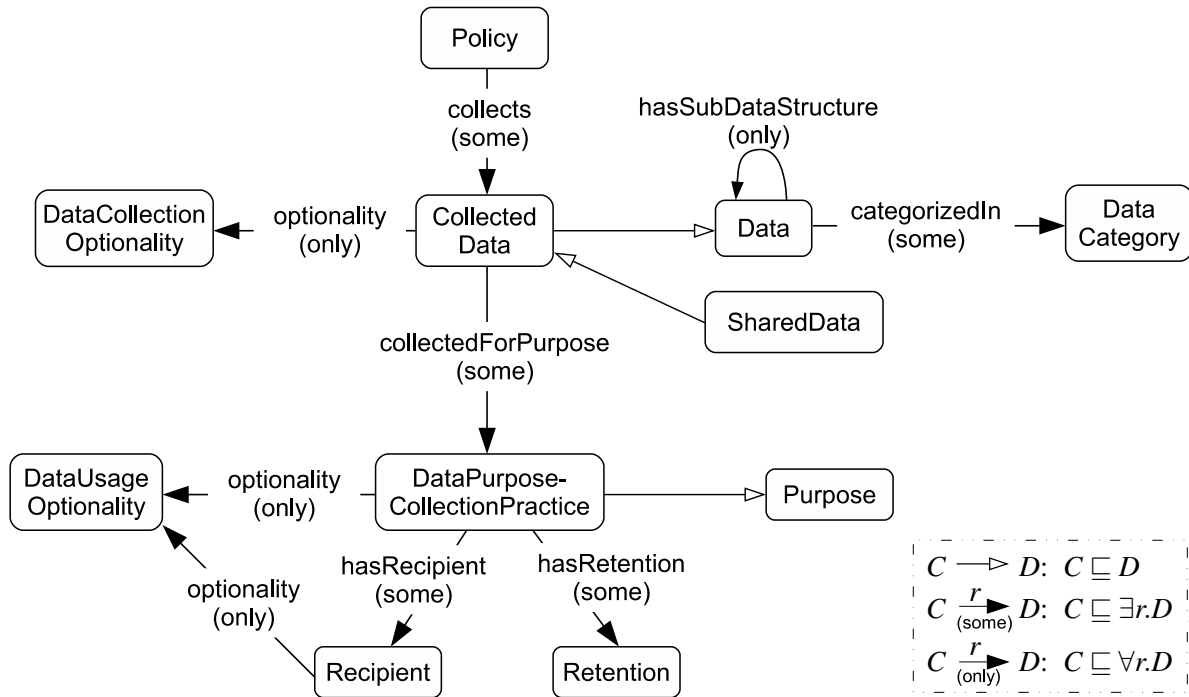 Policy
collects
(some)
hasSubDataStructure
(only)
DataCollection
Optionality
optionality
(only)
Collected
Data
Data
categorizedIn
(some)
Data
Category
SharedData
collectedForPurpose
(some)
DataUsage
Optionality
optionality
(only)
DataPurpose-
CollectionPractice
Purpose
hasRecipient
(some)
hasRetention
(some)
optionality
(only)
Recipient
Retention
C D: C ⊑ D
C r (some) D: C ⊑ ∃r.D
C r (only) D: C ⊑ ∀r.D